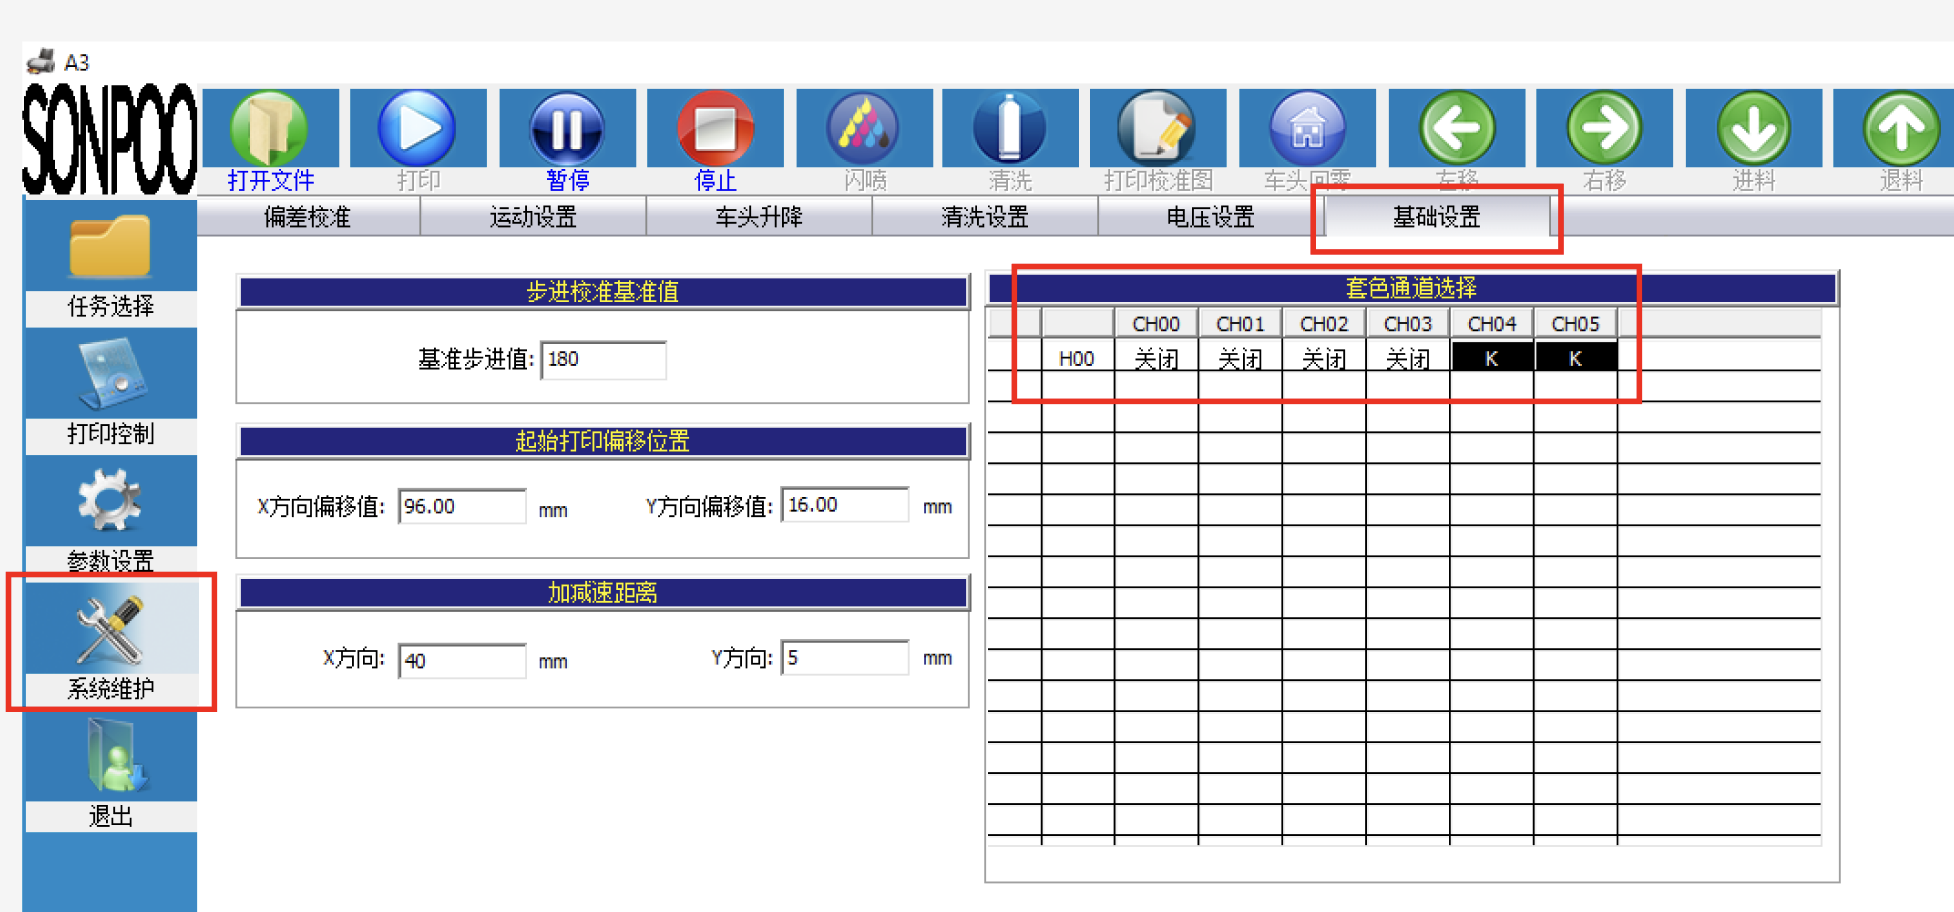 A3
SONPOO
打开文件 打印 暂停 停止 闪喷 清洗 打印校准图 车头回零 左移 右移 进料 退料
偏差校准 运动设置 车头升降 清洗设置 电压设置 基础设置
任务选择
打印控制
参数设置
系统维护
退出
步进校准基准值
基准步进值: 180
起始打印偏移位置
X方向偏移值: 96.00 mm Y方向偏移值: 16.00 mm
加减速距离
X方向: 40 mm Y方向: 5 mm
套色通道选择
CH00 CH01 CH02 CH03 CH04 CH05
H00 关闭 关闭 关闭 关闭 K K